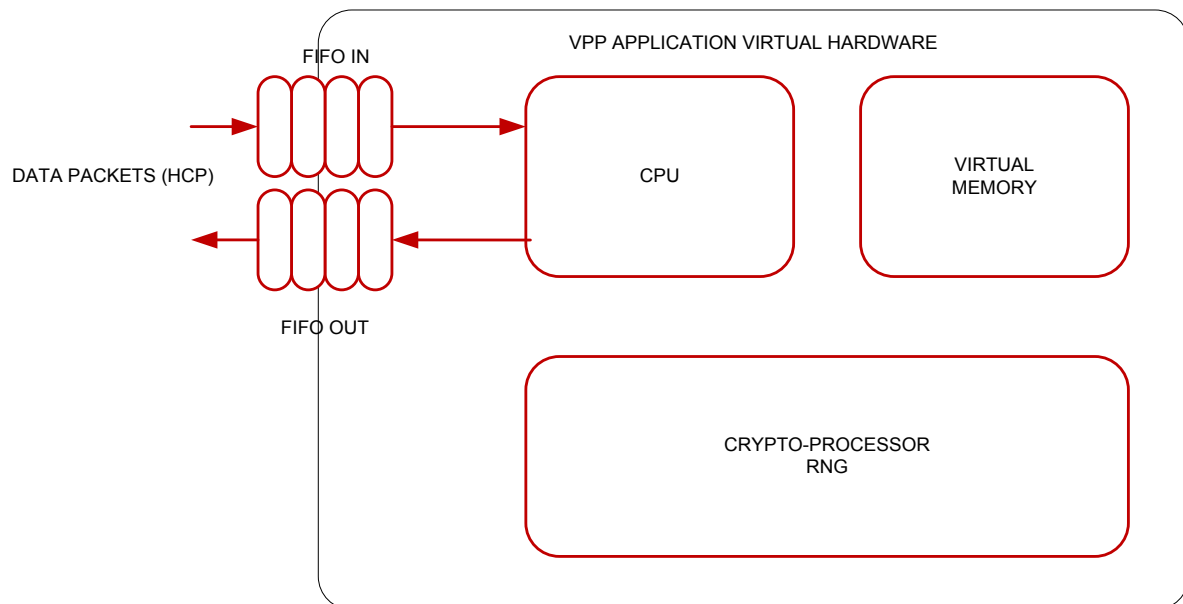 VPP APPLICATION VIRTUAL HARDWARE
FIFO IN
DATA PACKETS (HCP)
CPU
VIRTUAL
MEMORY
FIFO OUT
CRYPTO-PROCESSOR
RNG